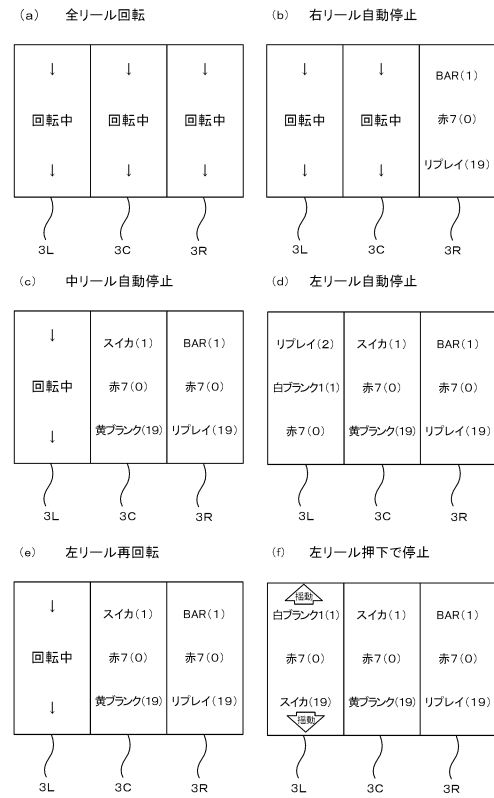 (a) 全リール回転
↓ ↓ ↓
回転中 回転中 回転中
↓ ↓ ↓
3L 3C 3R
(b) 右リール自動停止
↓ ↓ BAR(1)
回転中 回転中 赤7(0)
↓ ↓ リプレイ(19)
3L 3C 3R
(c) 中リール自動停止
↓ スイカ(1) BAR(1)
回転中 赤7(0) 赤7(0)
↓ 黄ブランク(19) リプレイ(19)
3L 3C 3R
(d) 左リール自動停止
リプレイ(2) スイカ(1) BAR(1)
白ブランク1(1) 赤7(0) 赤7(0)
赤7(0) 黄ブランク(19) リプレイ(19)
3L 3C 3R
(e) 左リール再回転
↓ スイカ(1) BAR(1)
回転中 赤7(0) 赤7(0)
↓ 黄ブランク(19) リプレイ(19)
3L 3C 3R
(f) 左リール押下で停止
揺動
白ブランク1(1) スイカ(1) BAR(1)
赤7(0) 赤7(0) 赤7(0)
スイカ(19) 黄ブランク(19) リプレイ(19)
揺動
3L 3C 3R